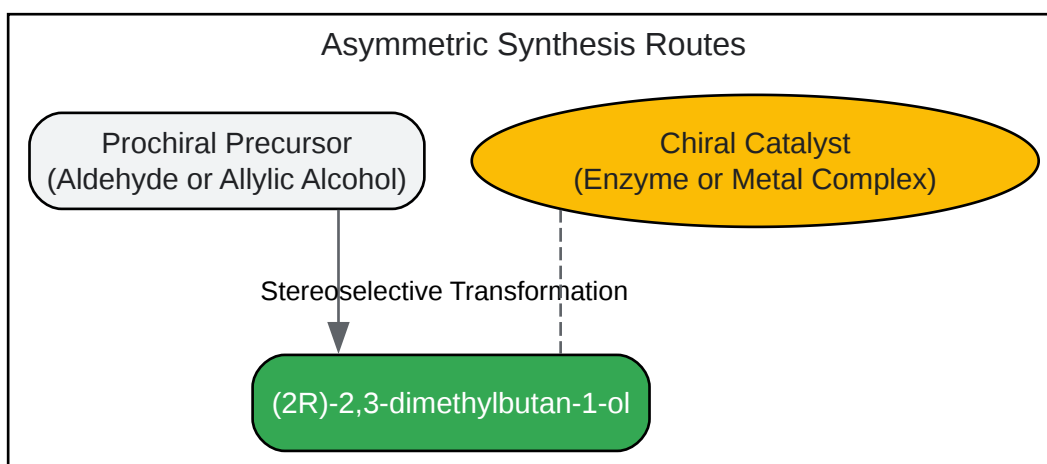 Asymmetric Synthesis Routes
Prochiral Precursor
(Aldehyde or Allylic Alcohol)
Chiral Catalyst
(Enzyme or Metal Complex)
Stereoselective Transformation
(2R)-2,3-dimethylbutan-1-ol